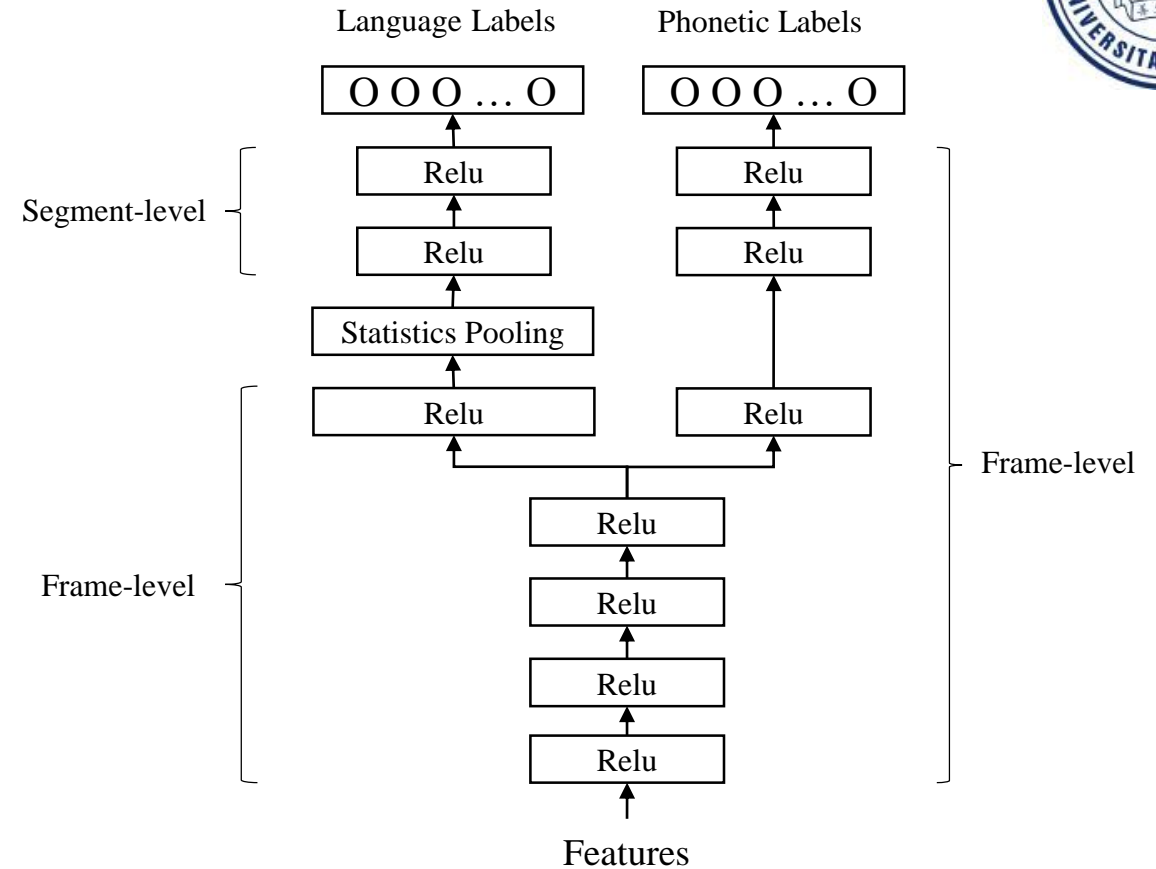 Language Labels
Phonetic Labels
O O O … O
O O O … O
Relu
Relu
Segment-level
Relu
Relu
Statistics Pooling
Relu
Relu
Frame-level
Relu
Frame-level
Relu
Relu
Relu
Features